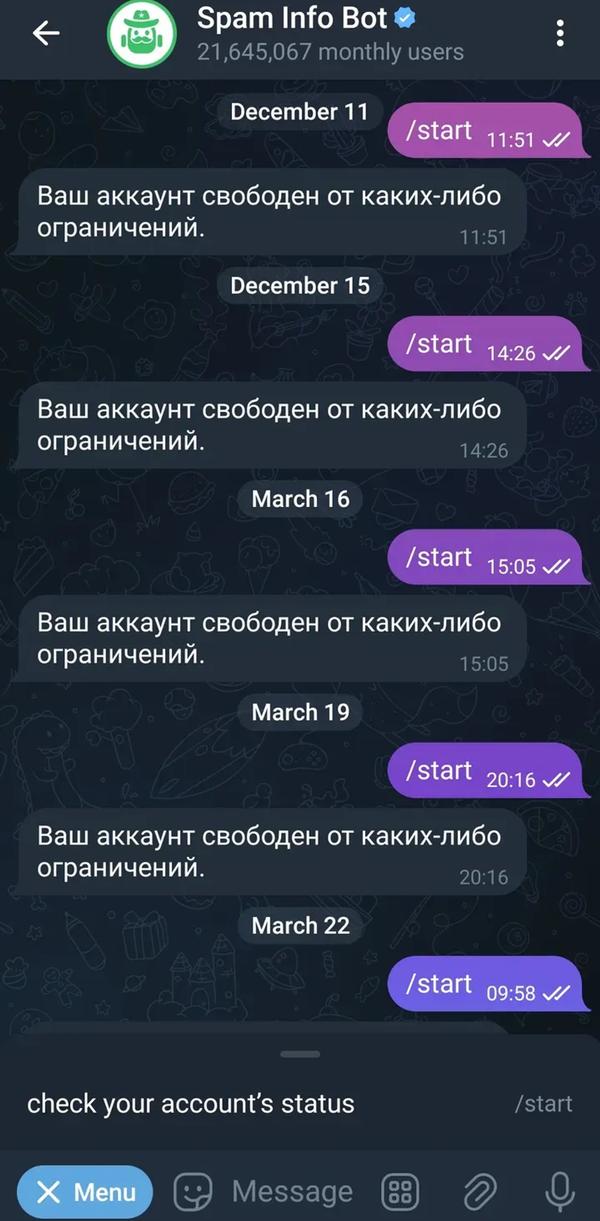 Spam Info Bot
21,645,067 monthly users
December 11
/start 11:51
Ваш аккаунт свободен от каких-либо
ограничений. 11:51
December 15
/start 14:26
Ваш аккаунт свободен от каких-либо
ограничений. 14:26
March 16
/start 15:05
Ваш аккаунт свободен от каких-либо
ограничений. 15:05
March 19
/start 20:16
Ваш аккаунт свободен от каких-либо
ограничений. 20:16
March 22
/start 09:58
check your account’s status /start
Menu Message